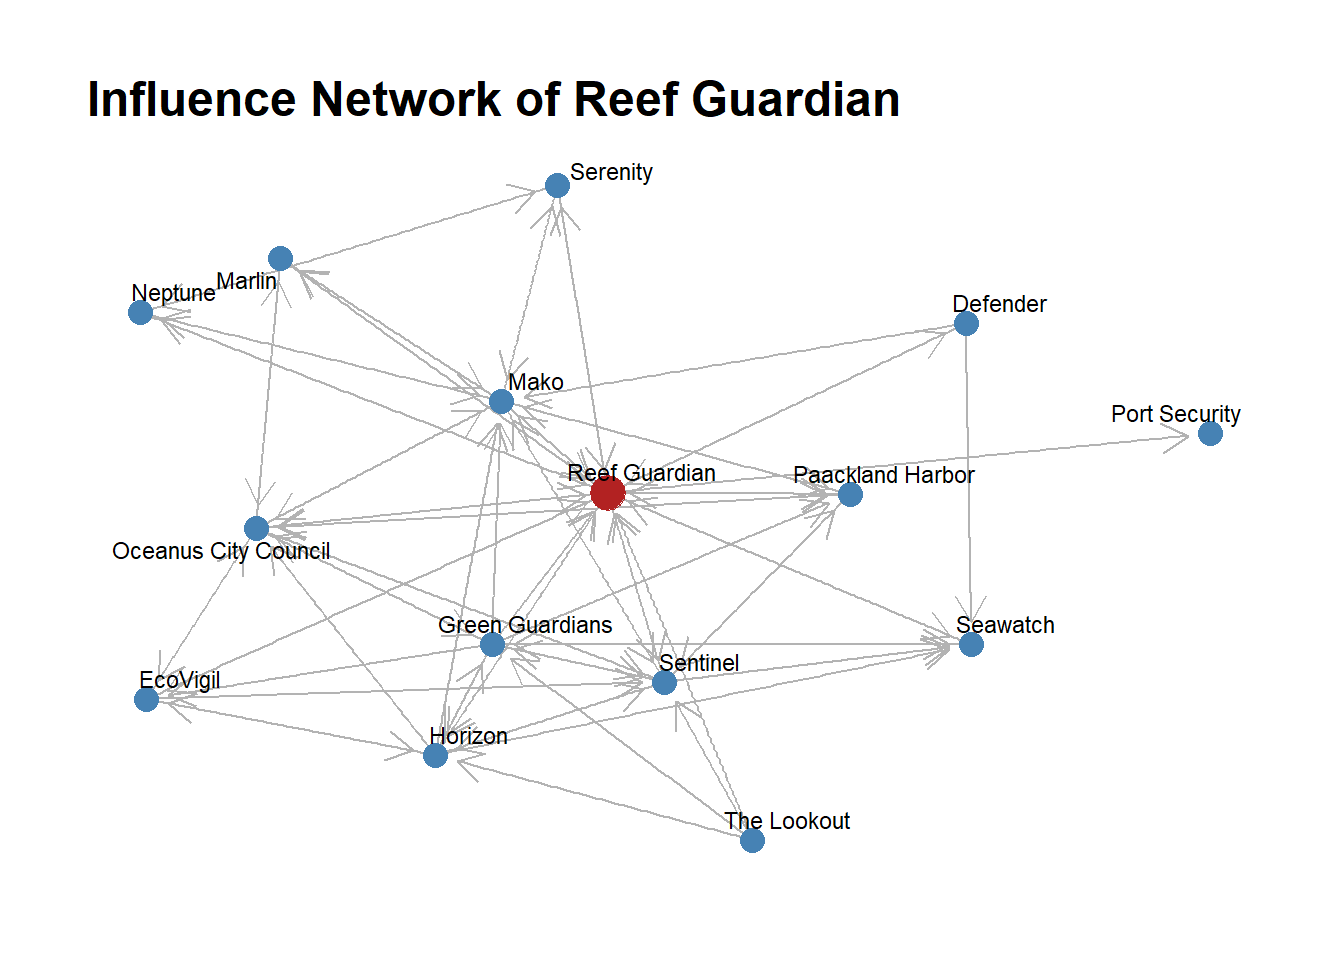 Influence Network of Reef Guardian
Serenity
Marlin
Neptune
Defender
Mako
Port Security
Reef Guardian
Paackland Harbor
Oceanus City Council
Green Guardians
Seawatch
Sentinel
EcoVigil
Horizon
The Lookout